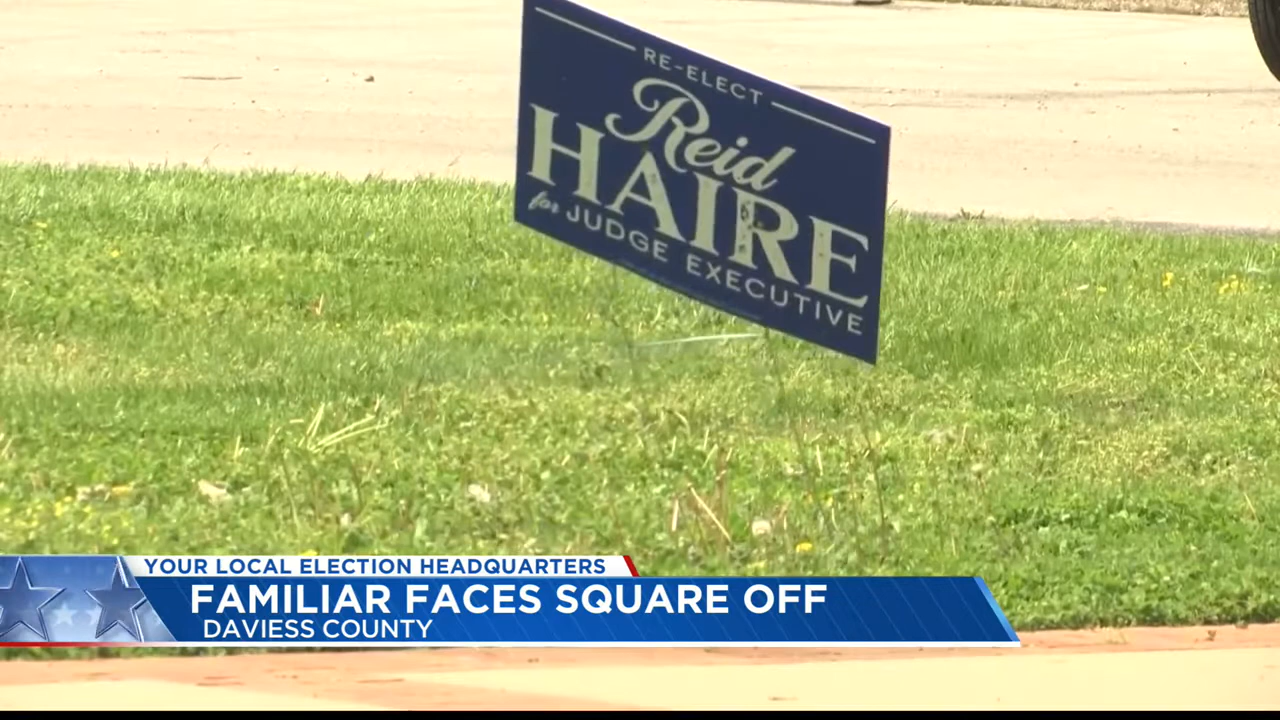 RE-ELECT
Reid
HAIRE
for JUDGE EXECUTIVE
YOUR LOCAL ELECTION HEADQUARTERS
FAMILIAR FACES SQUARE OFF
DAVIESS COUNTY